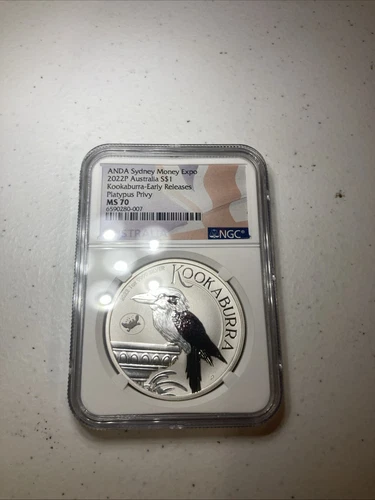 ANDA Sydney Money Expo
2022P Australia S$1
Kookaburra-Early Releases
Platypus Privy
MS 70
6590280-007
NGC
KOOKABURRA